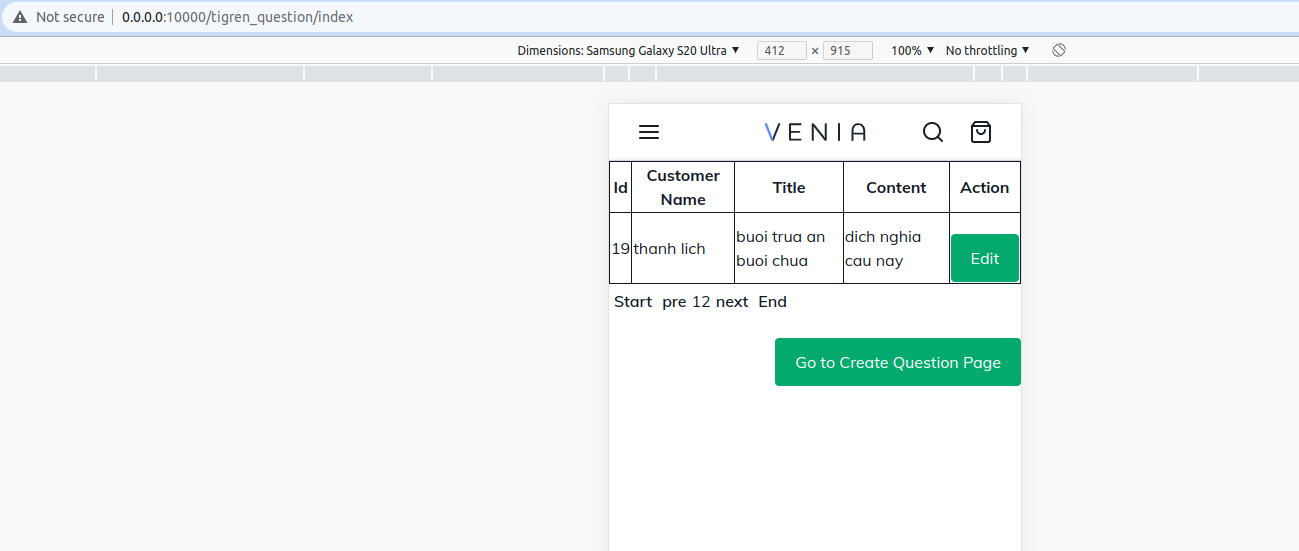 Not secure 0.0.0.0:10000/tigren_question/index
Dimensions: Samsung Galaxy S20 Ultra 412 × 915 100% No throttling
VENIA
Id Customer Name Title Content Action
19 thanh lich buoi trua an buoi chua dich nghia cau nay Edit
Start pre 12 next End
Go to Create Question Page